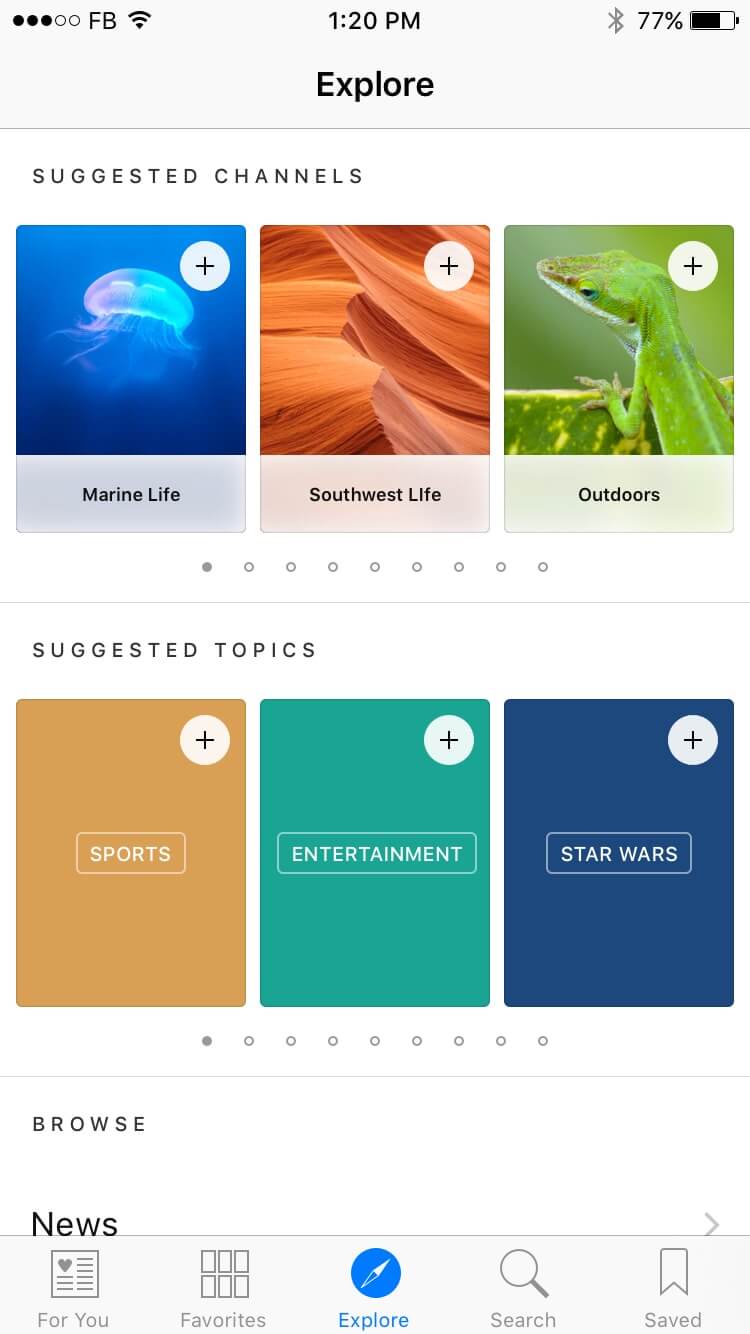 FB 1:20 PM 77%
Explore
SUGGESTED CHANNELS
Marine Life Southwest LIfe Outdoors
SUGGESTED TOPICS
SPORTS ENTERTAINMENT STAR WARS
BROWSE
News
For You Favorites Explore Search Saved